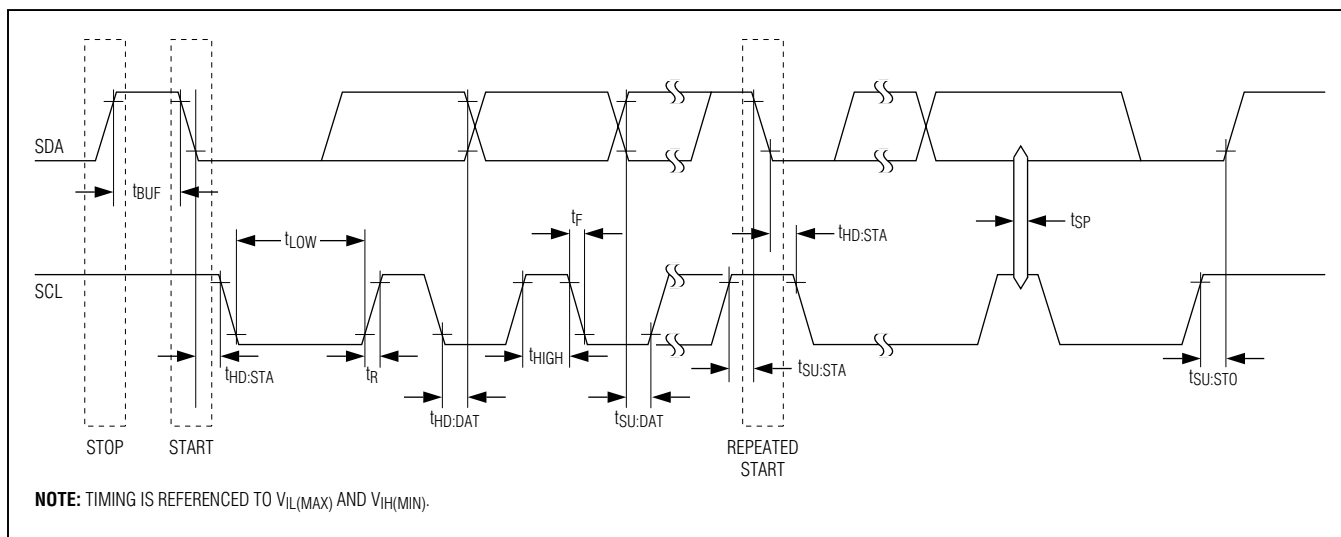 SDA
tBUF
tF
tSP
tLOW
tHD:STA
SCL
tHD:STA
tR
tHIGH
tSU:STA
tSU:STO
tHD:DAT
tSU:DAT
STOP
START
REPEATED
START
NOTE: TIMING IS REFERENCED TO VIL(MAX) AND VIH(MIN).